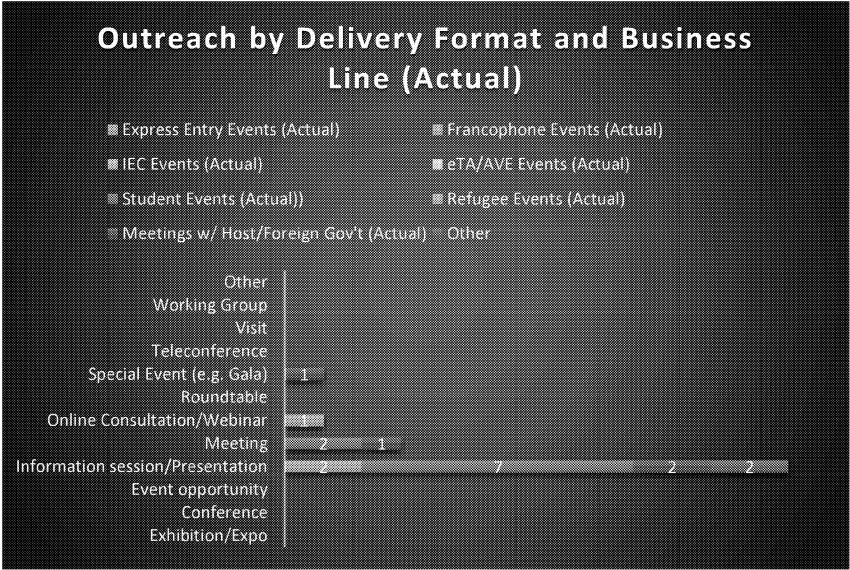 Outreach by Delivery Format and Business
Line (Actual)
Express Entry Events (Actual) Francophone Events (Actual)
IEC Events (Actual) eTA/AVE Events (Actual)
Student Events (Actual)) Refugee Events (Actual)
Meetings w/ Host/Foreign Gov't (Actual) Other
Other
Working Group
Visit
Teleconference
Special Event (e.g. Gala) 1
Roundtable
Online Consultation/Webinar 1
Meeting 2 1
Information session/Presentation 2 7 2 2
Event opportunity
Conference
Exhibition/Expo